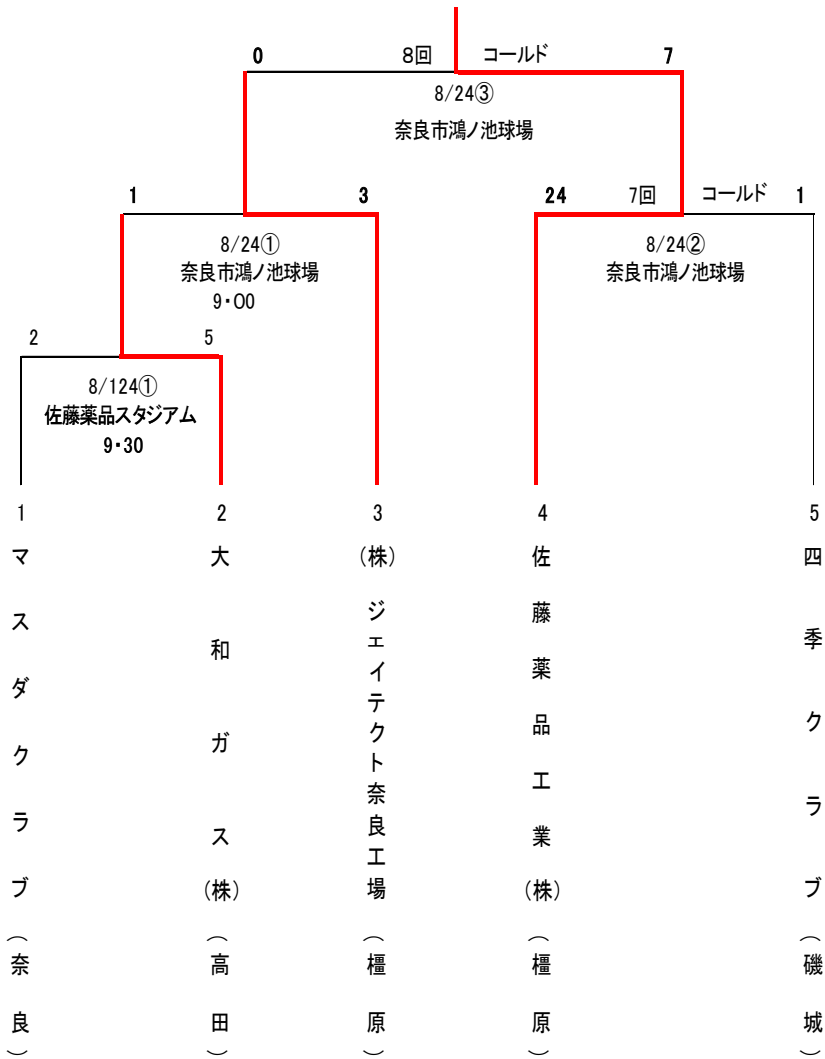 0 8回 コールド 7
8/24③
奈良市鴻ノ池球場
1 3 24 7回 コールド 1
8/24①
奈良市鴻ノ池球場
9・00
8/24②
奈良市鴻ノ池球場
2 5
8/124①
佐藤薬品スタジアム
9・30
1 2 3 4 5
マスダクラブ(奈良)
大和ガス(株)(高田)
(株)ジェイテクト奈良工場(橿原)
佐藤薬品工業(株)(橿原)
四季クラブ(磯城)